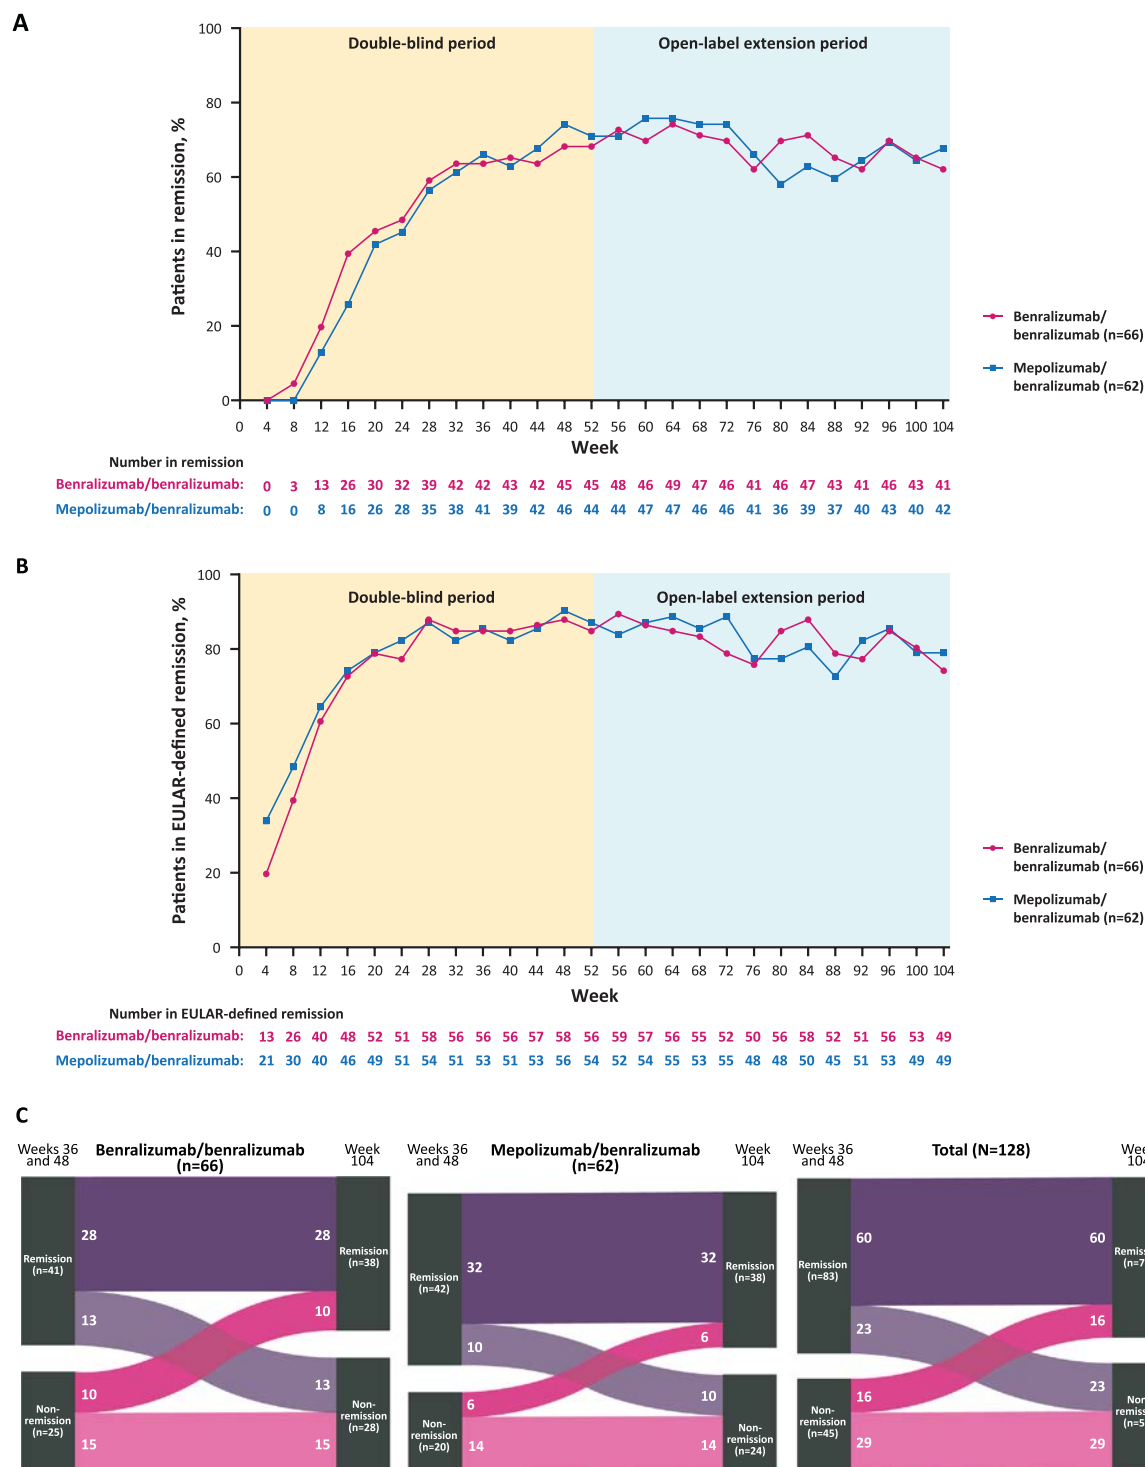 A
100
Double-blind period
Open-label extension period
80
60
40
20
0
Patients in remission, %
0 4 8 12 16 20 24 28 32 36 40 44 48 52 56 60 64 68 72 76 80 84 88 92 96 100 104
Week
Benralizumab/
benralizumab (n=66)
Mepolizumab/
benralizumab (n=62)
Number in remission
Benralizumab/benralizumab: 0 3 13 26 30 32 39 42 42 43 42 45 45 48 46 49 47 46 41 46 47 43 41 46 43 41
Mepolizumab/benralizumab: 0 0 8 16 26 28 35 38 41 39 42 46 44 44 47 47 46 46 41 36 39 37 40 43 40 42
B
100
Double-blind period
Open-label extension period
80
60
40
20
0
Patients in EULAR-defined remission, %
0 4 8 12 16 20 24 28 32 36 40 44 48 52 56 60 64 68 72 76 80 84 88 92 96 100 104
Week
Benralizumab/
benralizumab (n=66)
Mepolizumab/
benralizumab (n=62)
Number in EULAR-defined remission
Benralizumab/benralizumab: 13 26 40 48 52 51 58 56 56 56 57 58 56 59 57 56 55 52 50 56 58 52 51 56 53 49
Mepolizumab/benralizumab: 21 30 40 46 49 51 54 51 53 51 53 56 54 52 54 55 53 55 48 48 50 45 51 53 49 49
C
Weeks 36
and 48
Benralizumab/benralizumab
(n=66)
Week
104
Remission
(n=41)
28
28
Remission
(n=38)
13
10
10
13
Non-
remission
(n=25)
15
15
Non-
remission
(n=28)
Weeks 36
and 48
Mepolizumab/benralizumab
(n=62)
Week
104
Remission
(n=42)
32
32
Remission
(n=38)
10
6
6
10
Non-
remission
(n=20)
14
14
Non-
remission
(n=24)
Weeks 36
and 48
Total (N=128)
Remission
(n=83)
60
60
23
16
16
23
Non-
remission
(n=45)
29
29